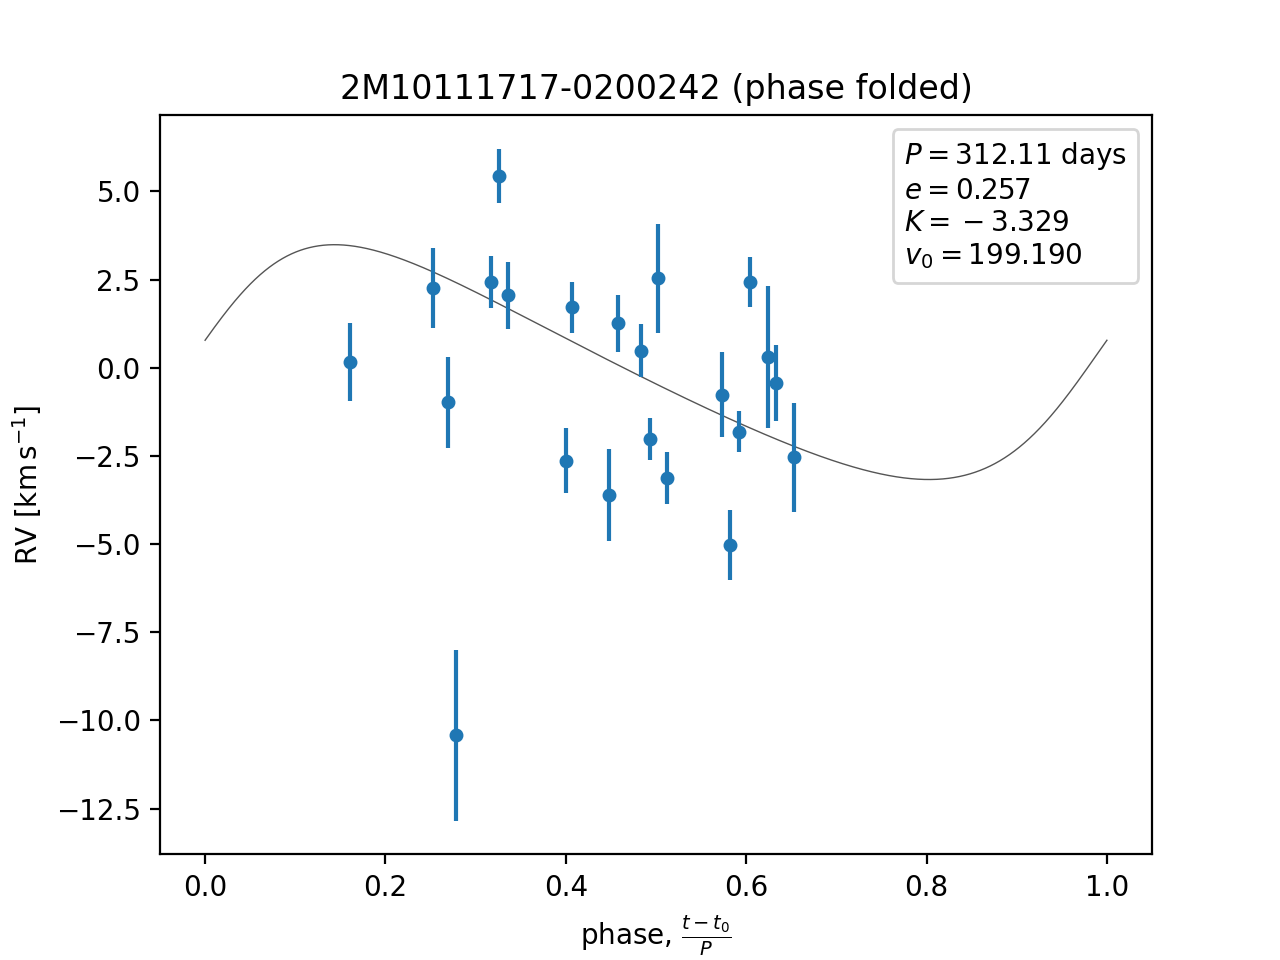 2M10111717-0200242 (phase folded)
P = 312.11 days
e = 0.257
K = − 3.329
v₀ = 199.190
5.0
2.5
0.0
−2.5
−5.0
−7.5
−10.0
−12.5
RV [km s⁻¹]
0.0 0.2 0.4 0.6 0.8 1.0
phase, (t − t₀)/P